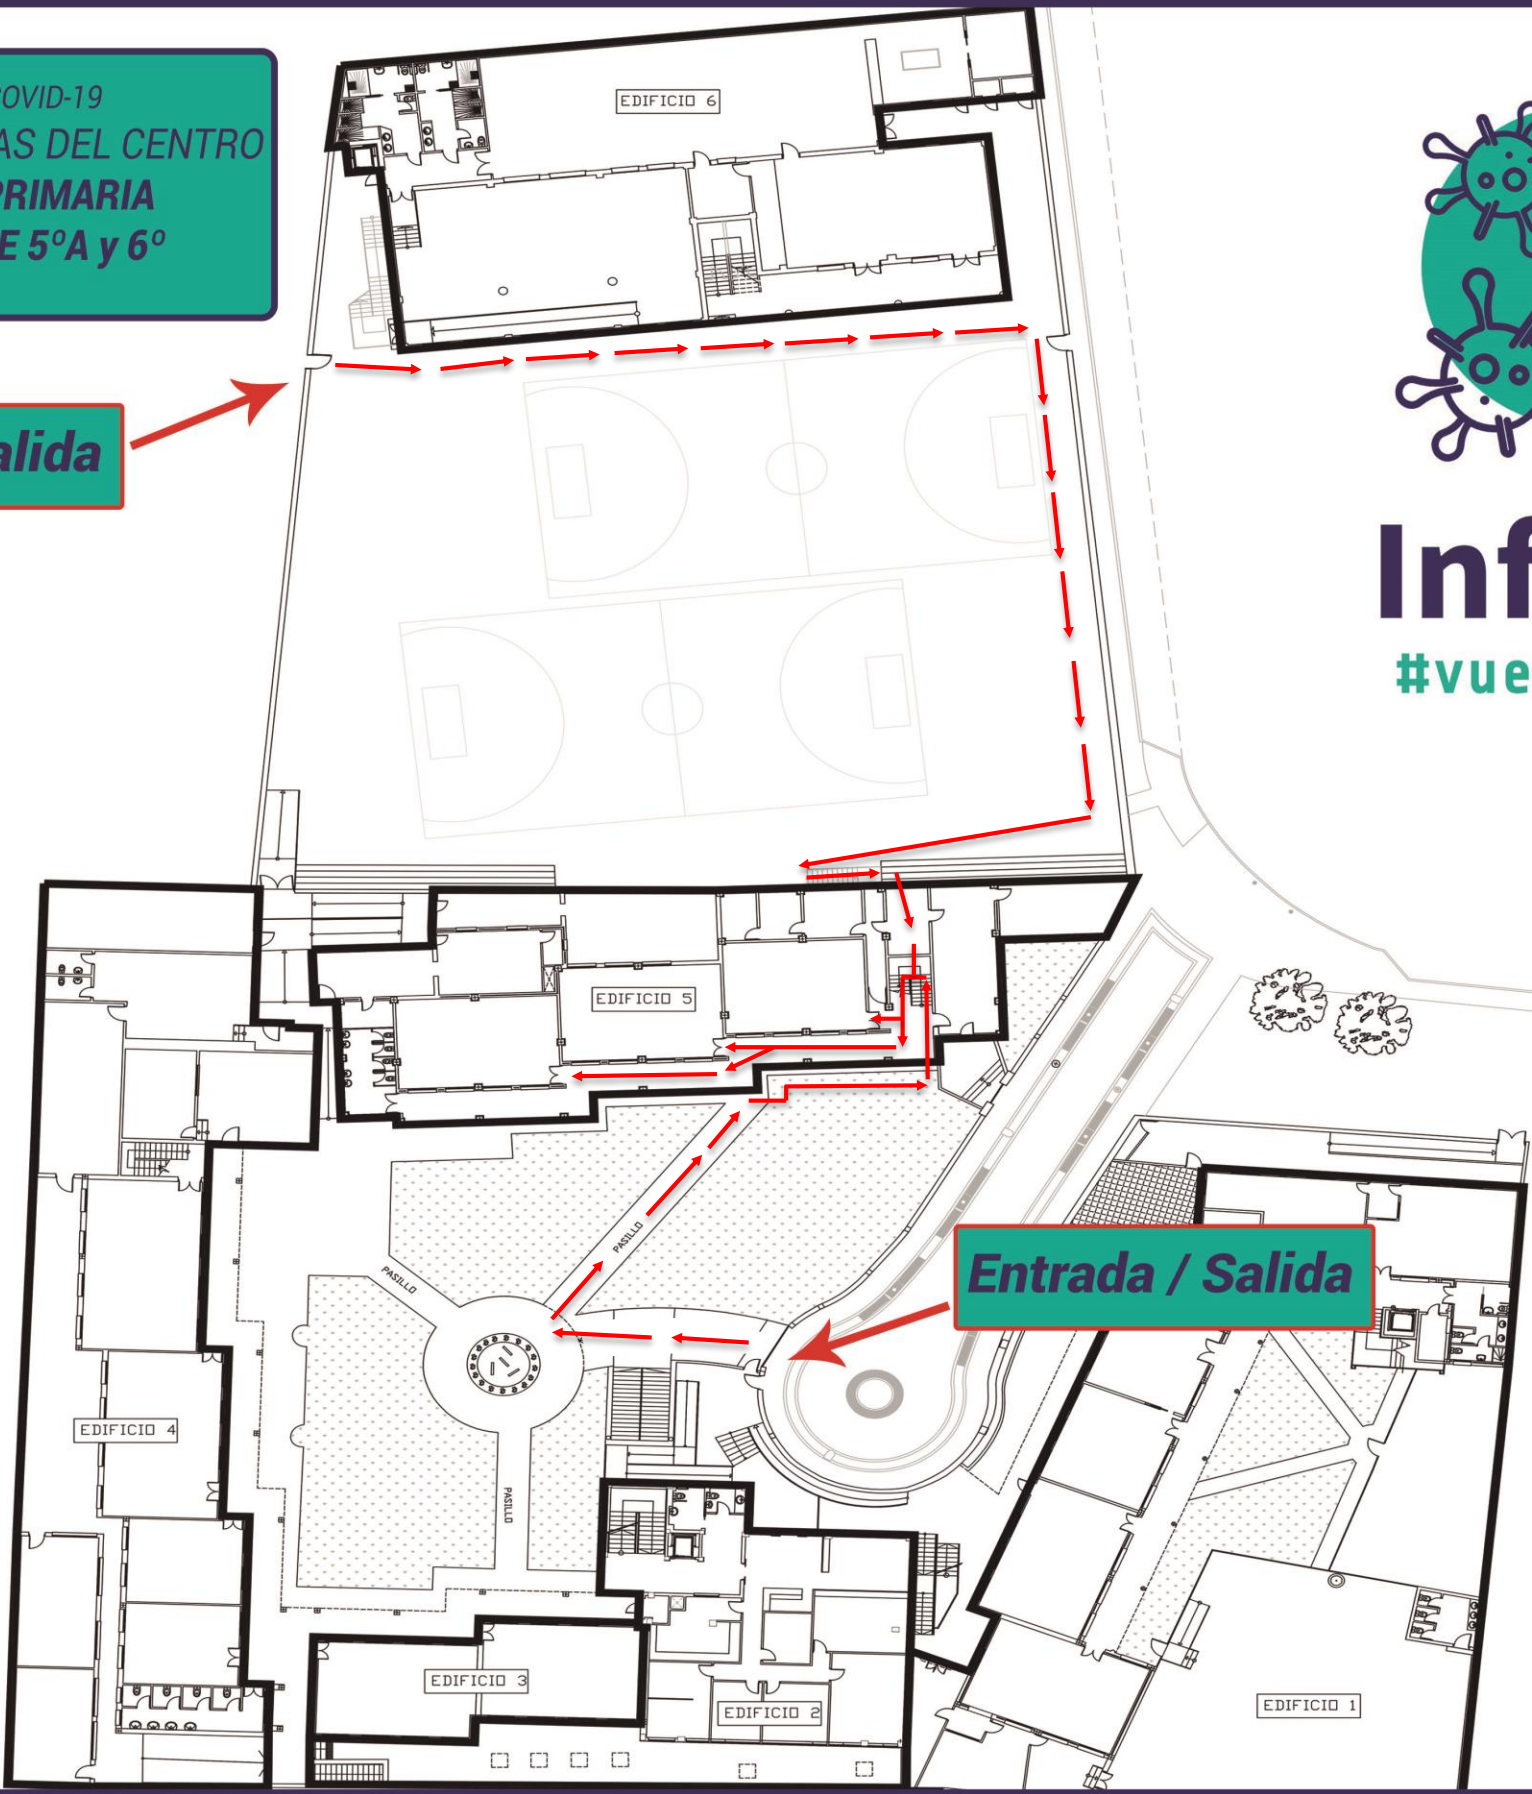 COVID-19
AS DEL CENTRO
PRIMARIA
E 5ºA y 6º
EDIFICIO 6
alida
Inf
#vue
EDIFICIO 5
PASILLO
PASILLO
Entrada / Salida
EDIFICIO 4
PASILLO
EDIFICIO 3
EDIFICIO 2
EDIFICIO 1